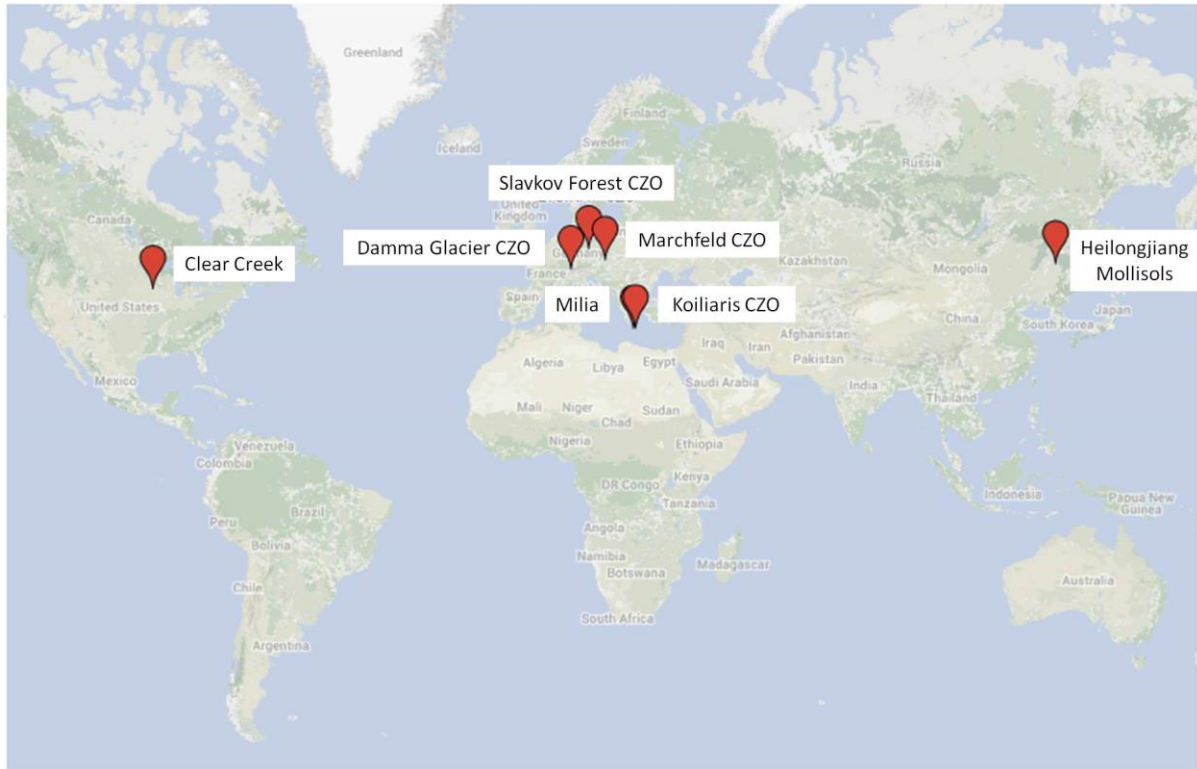 Greenland
Iceland
Finland
Sweden
Russia
Slavkov Forest CZO
United
Kingdom
Canada
Damma Glacier CZO
Marchfeld CZO
Germany
Clear Creek
Heilongjiang
Mollisols
France
Kazakhstan
Mongolia
United States
Spain
Milia
Koiliaris CZO
Japan
South Korea
China
Afghanistan
Iraq
Iran
Pakistan
Algeria
Libya
Egypt
Saudi Arabia
Mexico
India
Thailand
Mali
Niger
Chad
Sudan
Nigeria
Ethiopia
Venezuela
Colombia
Kenya
DR Congo
Tanzania
Indonesia
Papua New
Guinea
Peru
Brazil
Angola
Bolivia
Namibia
Botswana
Madagascar
Australia
Chile
South Africa
Argentina